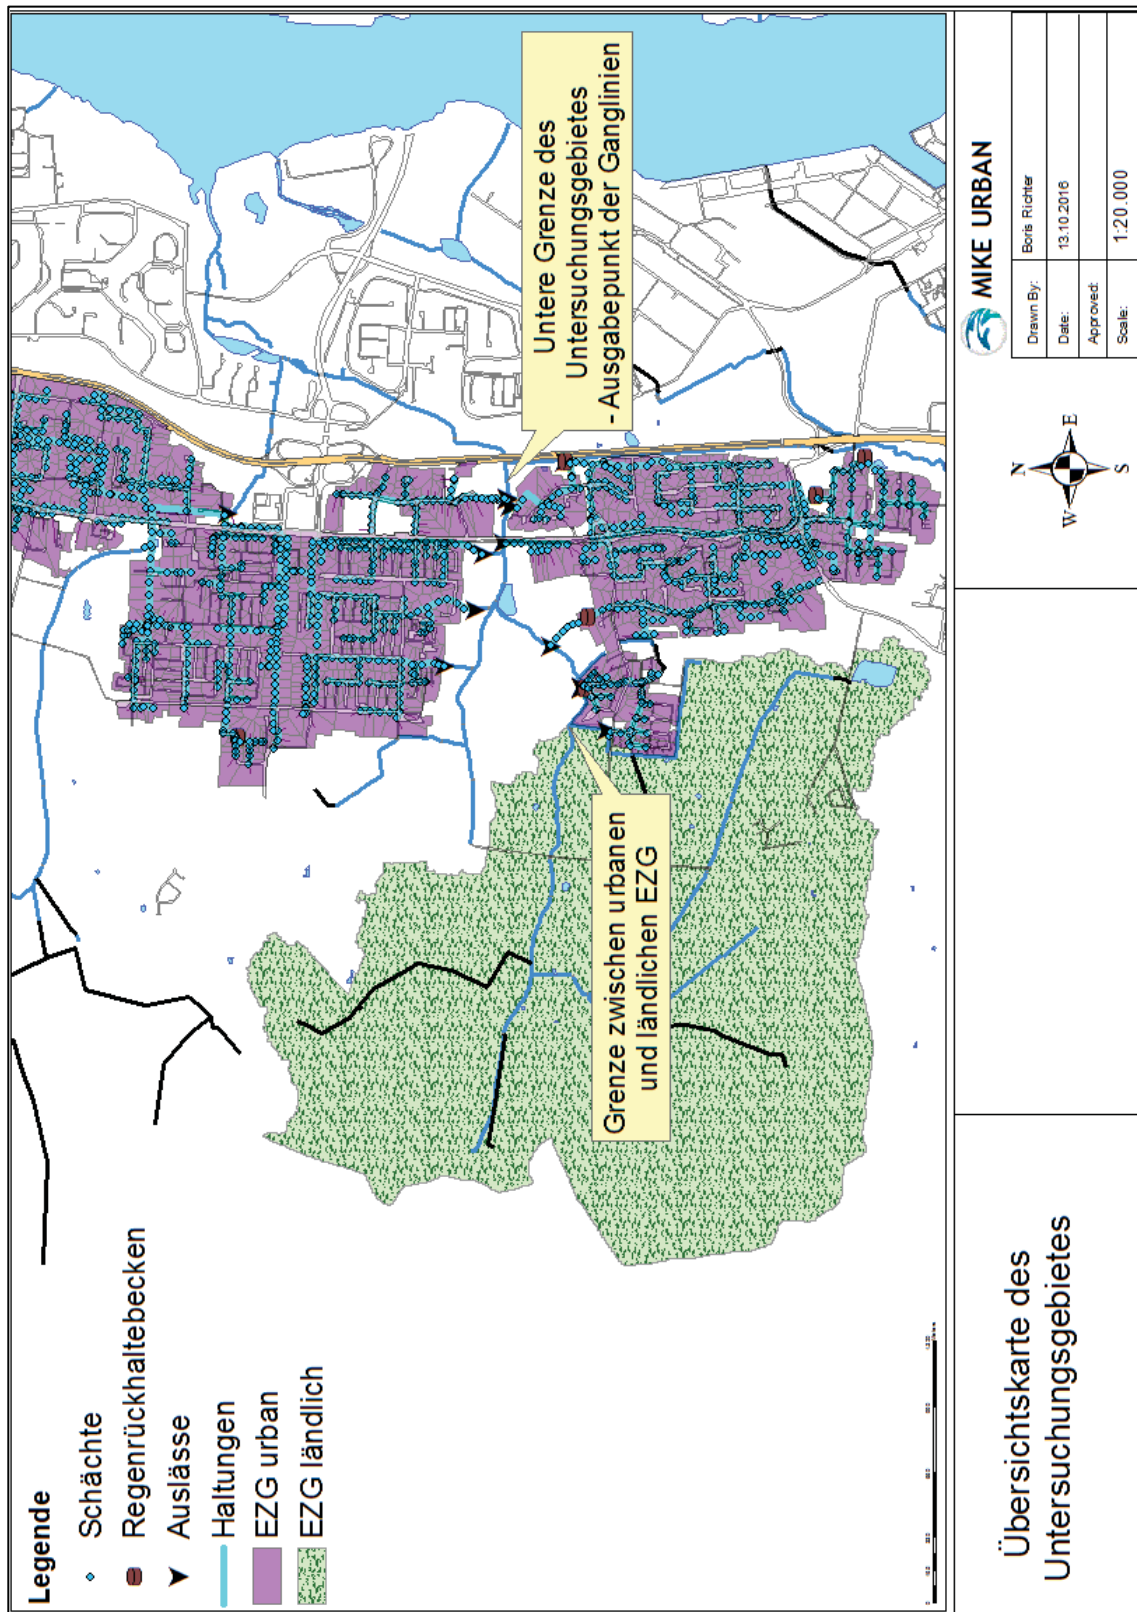 Legende
Schächte
Regenrückhaltebecken
Auslässe
Haltungen
EZG urban
EZG ländlich
Untere Grenze des
Untersuchungsgebietes
- Ausgabepunkt der Ganglinien
Grenze zwischen urbanen
und ländlichen EZG
Übersichtskarte des
Untersuchungsgebietes
N
W
E
S
MIKE URBAN
Drawn By: Boris Richter
Date: 13.10.2016
Approved:
Scale: 1:20.000